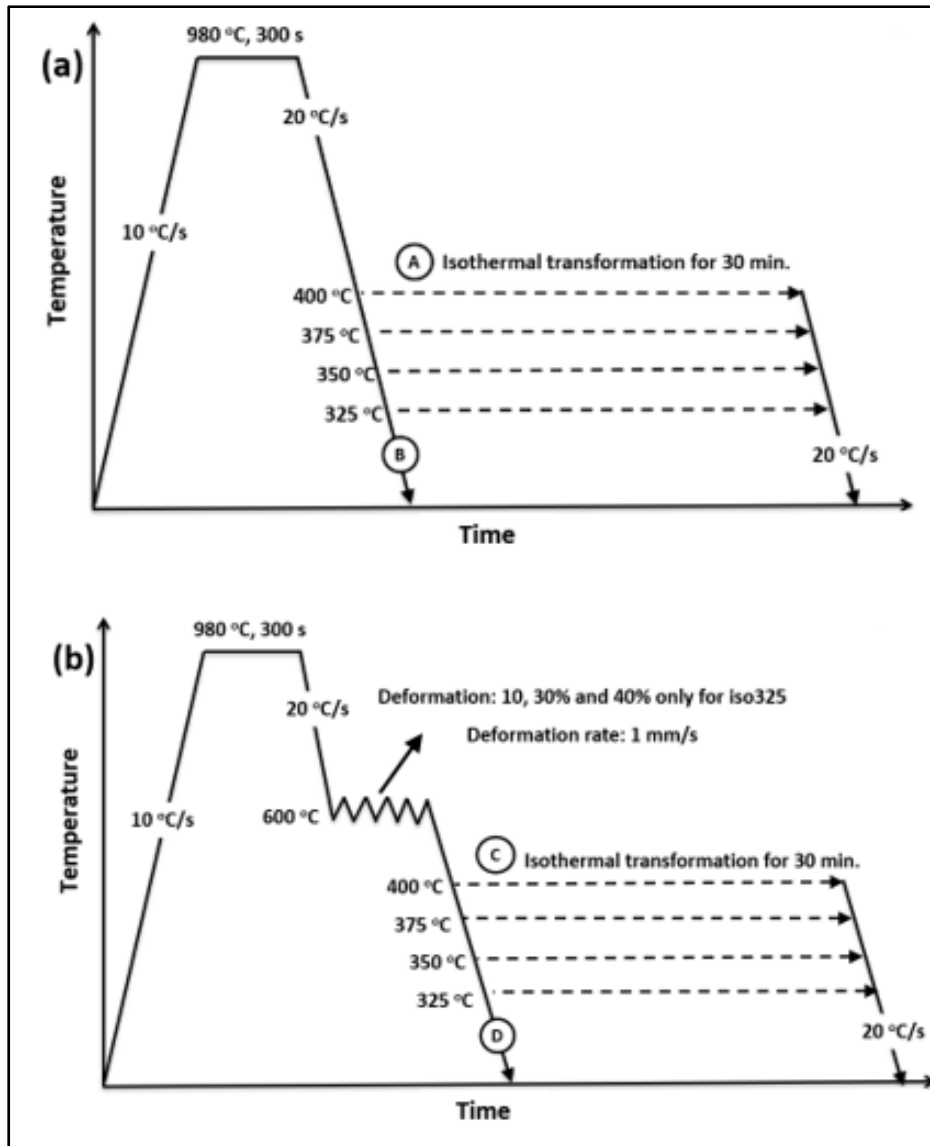 (a)
980 °C, 300 s
20 °C/s
10 °C/s
Temperature
A Isothermal transformation for 30 min.
400 °C
375 °C
350 °C
325 °C
B
20 °C/s
Time
(b)
980 °C, 300 s
20 °C/s
Deformation: 10, 30% and 40% only for iso325
Deformation rate: 1 mm/s
10 °C/s
600 °C
Temperature
C Isothermal transformation for 30 min.
400 °C
375 °C
350 °C
325 °C
D
20 °C/s
Time